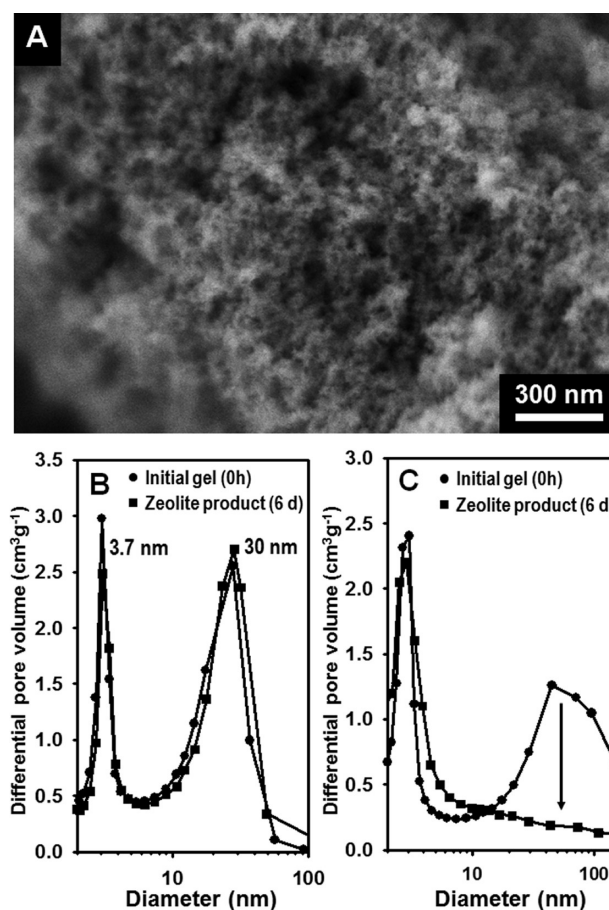 A
300 nm
B
Initial gel (0h)
Zeolite product (6 d)
3.7 nm
30 nm
Differential pore volume (cm³g⁻¹)
3.5
3.0
2.5
2.0
1.5
1.0
0.5
0.0
10
100
Diameter (nm)
C
Initial gel (0h)
Zeolite product (6 d
Differential pore volume (cm³g⁻¹)
3.0
2.5
2.0
1.5
1.0
0.5
0.0
10
100
Diameter (nm)